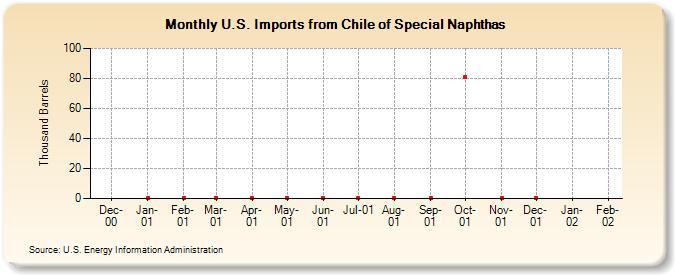 Monthly U.S. Imports from Chile of Special Naphthas
Thousand Barrels
100
80
60
40
20
0
Dec-00 Jan-01 Feb-01 Mar-01 Apr-01 May-01 Jun-01 Jul-01 Aug-01 Sep-01 Oct-01 Nov-01 Dec-01 Jan-02 Feb-02
Source: U.S. Energy Information Administration